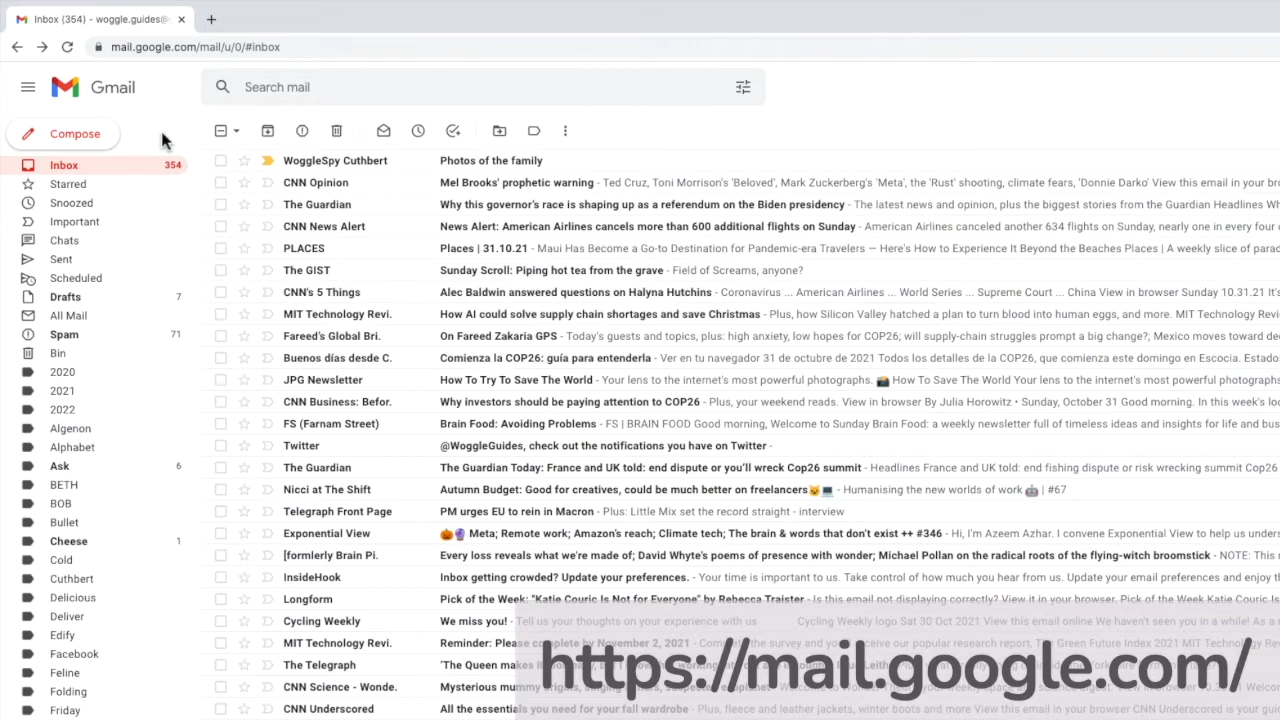 Inbox (354) - woggle.guides@
mail.google.com/mail/u/0/#inbox
Gmail
Search mail
Compose
Inbox 354
Starred
Snoozed
Important
Chats
Sent
Scheduled
Drafts 7
All Mail
Spam 71
Bin
2020
2021
2022
Algenon
Alphabet
Ask 6
BETH
BOB
Bullet
Cheese 1
Cold
Cuthbert
Delicious
Deliver
Edify
Facebook
Feline
Folding
Friday
WoggleSpy Cuthbert Photos of the family
CNN Opinion Mel Brooks' prophetic warning - Ted Cruz, Toni Morrison's 'Beloved', Mark Zuckerberg's 'Meta', the 'Rust' shooting, climate fears, 'Donnie Darko' View this email in your bro
The Guardian Why this governor's race is shaping up as a referendum on the Biden presidency - The latest news and opinion, plus the biggest stories from the Guardian Headlines Wh
CNN News Alert News Alert: American Airlines cancels more than 600 additional flights on Sunday - American Airlines canceled another 634 flights on Sunday, nearly one in every four o
PLACES Places | 31.10.21 - Maui Has Become a Go-to Destination for Pandemic-era Travelers — Here's How to Experience It Beyond the Beaches Places | A weekly slice of parad
The GIST Sunday Scroll: Piping hot tea from the grave - Field of Screams, anyone?
CNN's 5 Things Alec Baldwin answered questions on Halyna Hutchins - Coronavirus ... American Airlines ... World Series ... Supreme Court ... China View in browser Sunday 10.31.21 It's
MIT Technology Revi. How AI could solve supply chain shortages and save Christmas - Plus, how Silicon Valley hatched a plan to turn blood into human eggs, and more. MIT Technology Rev
Fareed's Global Bri. On Fareed Zakaria GPS - Today's guests and topics, plus: high anxiety, low hopes for COP26; will supply-chain struggles prompt a big change?; Mexico moves toward dec
Buenos días desde C. Comienza la COP26: guía para entenderla - Ver en tu navegador 31 de octubre de 2021 Todos los detalles de la COP26, que comienza este domingo en Escocia. Estado
JPG Newsletter How To Try To Save The World - Your lens to the internet's most powerful photographs. 📸 How To Save The World Your lens to the internet's most powerful photographs
CNN Business: Befor. Why investors should be paying attention to COP26 - Plus, your weekend reads. View in browser By Julia Horowitz • Sunday, October 31 Good morning. In this week's lo
FS (Farnam Street) Brain Food: Avoiding Problems - FS | BRAIN FOOD Good morning, Welcome to Sunday Brain Food: a weekly newsletter full of timeless ideas and insights for life and bus
Twitter @WoggleGuides, check out the notifications you have on Twitter -
The Guardian The Guardian Today: France and UK told: end dispute or you'll wreck Cop26 summit - Headlines France and UK told: end fishing dispute or risk wrecking summit Cop26
Nicci at The Shift Autumn Budget: Good for creatives, could be much better on freelancers😺💻 - Humanising the new worlds of work 🤖 | #67
Telegraph Front Page PM urges EU to rein in Macron - Plus: Little Mix set the record straight - interview
Exponential View 🎃🔮 Meta; Remote work; Amazon's reach; Climate tech; The brain & words that don't exist ++ #346 - Hi, I'm Azeem Azhar. I convene Exponential View to help us unders
[formlerly Brain Pi. Every loss reveals what we're made of; David Whyte's poems of presence with wonder; Michael Pollan on the radical roots of the flying-witch broomstick - NOTE: This
InsideHook Inbox getting crowded? Update your preferences. - Your time is important to us. Take control of how much you hear from us. Update your email preferences and enjoy th
Longform Pick of the Week: "Katie Couric Is Not for Everyone" by Rebecca Traister - Is this email not displaying correctly? View it in your browser. Pick of the Week Katie Couric Is
Cycling Weekly We miss you! - Tell us your thoughts on your experience with us Cycling Weekly logo Sat 30 Oct 2021 View this email online We haven't seen you in a while! As a
MIT Technology Revi. Reminder: Please complete by November 2, 2021
The Telegraph 'The Queen
CNN Science - Wonde. Mysterious
CNN Underscored All the essentials you need for your fall wardrobe - Plus, fleece and leather jackets, winter boots and more View this email in your browser CNN Underscored
https://mail.google.com/